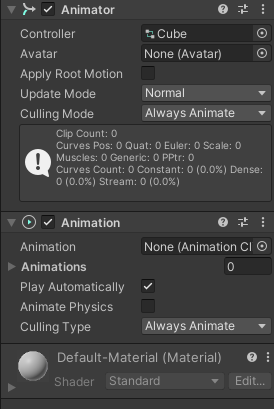 Animator
Controller Cube
Avatar None (Avatar)
Apply Root Motion
Update Mode Normal
Culling Mode Always Animate
Clip Count: 0
Curves Pos: 0 Quat: 0 Euler: 0 Scale: 0
Muscles: 0 Generic: 0 PPtr: 0
Curves Count: 0 Constant: 0 (0.0%) Dense:
0 (0.0%) Stream: 0 (0.0%)
Animation
Animation None (Animation Cl
Animations 0
Play Automatically
Animate Physics
Culling Type Always Animate
Default-Material (Material)
Shader Standard Edit...